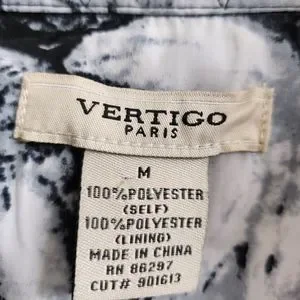 VERTIGO
PARIS
M
100%POLYESTER
(SELF)
100%POLYESTER
(LINING)
MADE IN CHINA
RN 86297
CUT# 901613